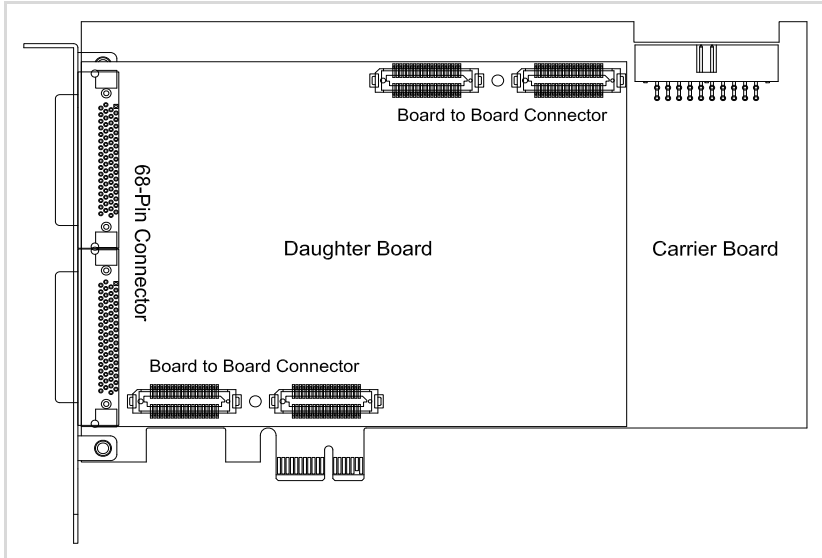 Board to Board Connector
68-Pin Connector
Daughter Board
Carrier Board
Board to Board Connector